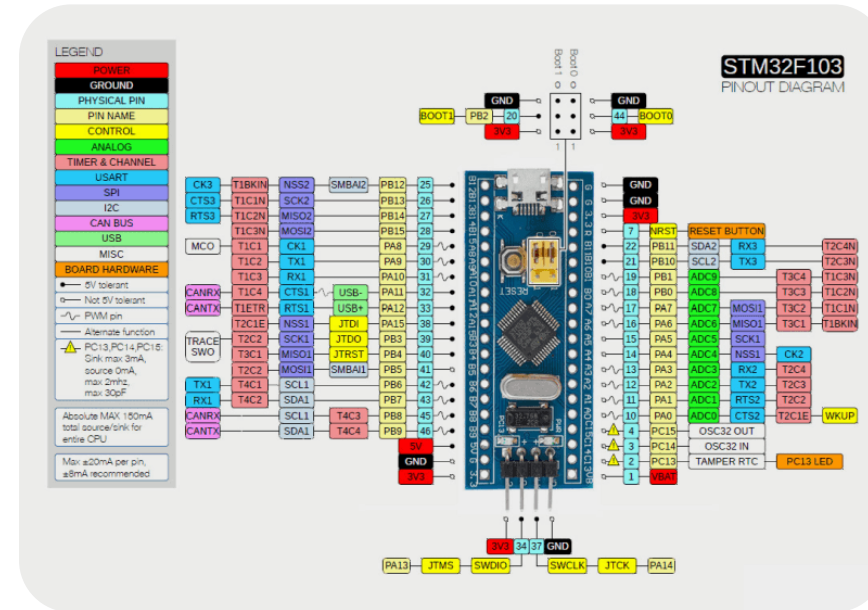 LEGEND
POWER
GROUND
PHYSICAL PIN
PIN NAME
CONTROL
ANALOG
TIMER & CHANNEL
USART
SPI
I2C
CAN BUS
USB
MISC
BOARD HARDWARE
5V tolerant
Not 5V tolerant
PWM pin
Alternate function
PC13,PC14,PC15:
Sink max 3mA,
source 0mA,
max 2mhz,
max 30pF
Absolute MAX 150mA
total source/sink for
entire CPU
Max ±20mA per pin,
±8mA recommended
STM32F103
PINOUT DIAGRAM
Boot 1 Boot 0
0 0
GND GND
BOOT1 PB2 20 44 BOOT0
3V3 3V3
1 1
CK3 T1BKIN NSS2 SMBAI2 PB12 25
CTS3 T1C1N SCK2 PB13 26
RTS3 T1C2N MISO2 PB14 27
T1C3N MOSI2 PB15 28
MCO T1C1 CK1 PA8 29
T1C2 TX1 PA9 30
T1C3 RX1 PA10 31
CANRX T1C4 CTS1 USB- PA11 32
CANTX T1ETR RTS1 USB+ PA12 33
T2C1E NSS1 JTDI PA15 38
TRACE SWO T2C2 SCK1 JTDO PB3 39
T3C1 MISO1 JTRST PB4 40
T2C2 MOSI1 SMBAI1 PB5 41
TX1 T4C1 SCL1 PB6 42
RX1 T4C2 SDA1 PB7 43
CANRX SCL1 T4C3 PB8 45
CANTX SDA1 T4C4 PB9 46
5V
GND
3V3
GND
GND
3V3
7 NRST RESET BUTTON
22 PB11 SDA2 RX3 T2C4N
21 PB10 SCL2 TX3 T2C3N
19 PB1 ADC9 T3C4 T1C3N
18 PB0 ADC8 T3C3 T1C2N
17 PA7 ADC7 MOSI1 T3C2 T1C1N
16 PA6 ADC6 MISO1 T3C1 T1BKIN
15 PA5 ADC5 SCK1
14 PA4 ADC4 NSS1 CK2
13 PA3 ADC3 RX2 T2C4
12 PA2 ADC2 TX2 T2C3
11 PA1 ADC1 RTS2 T2C2
10 PA0 ADC0 CTS2 T2C1E WKUP
4 PC15 OSC32 OUT
3 PC14 OSC32 IN
2 PC13 TAMPER RTC PC13 LED
1 VBAT
RESET
PC13
3V3 34 37 GND
PA13 JTMS SWDIO SWCLK JTCK PA14